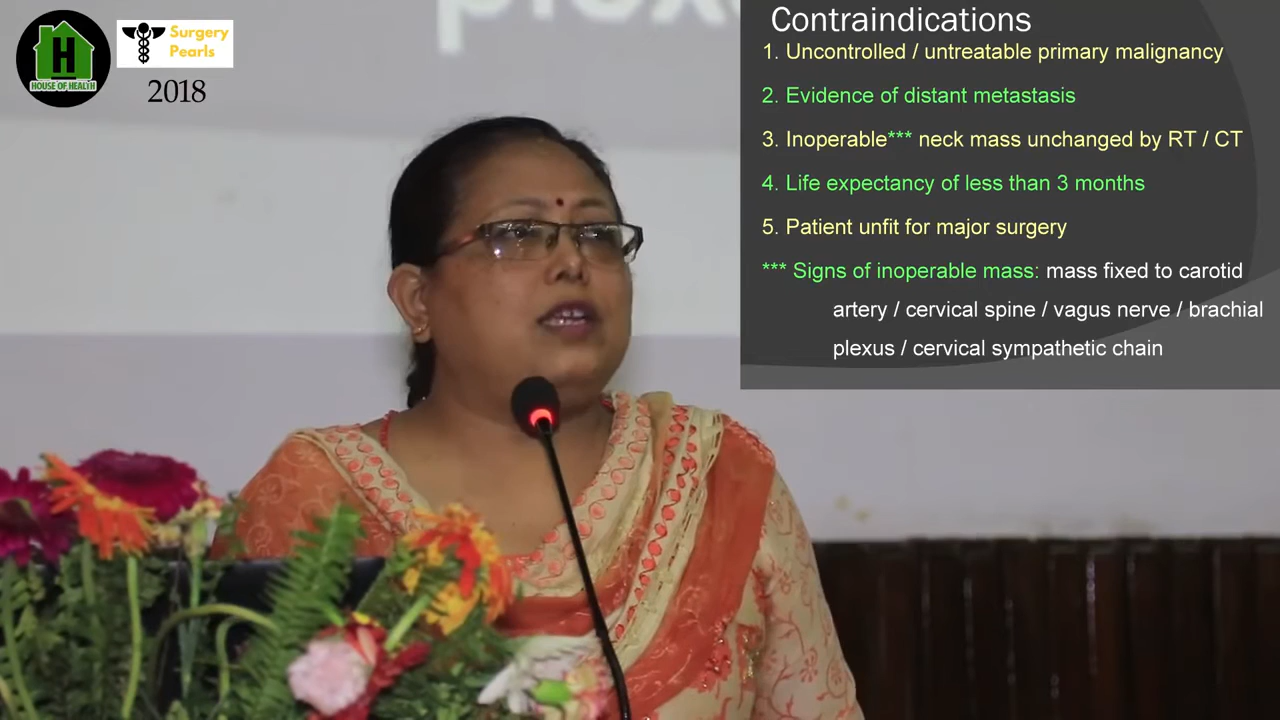 H
HOUSE OF HEALTH
Surgery
Pearls
2018
Contraindications
1. Uncontrolled / untreatable primary malignancy
2. Evidence of distant metastasis
3. Inoperable*** neck mass unchanged by RT / CT
4. Life expectancy of less than 3 months
5. Patient unfit for major surgery
*** Signs of inoperable mass: mass fixed to carotid
artery / cervical spine / vagus nerve / brachial
plexus / cervical sympathetic chain